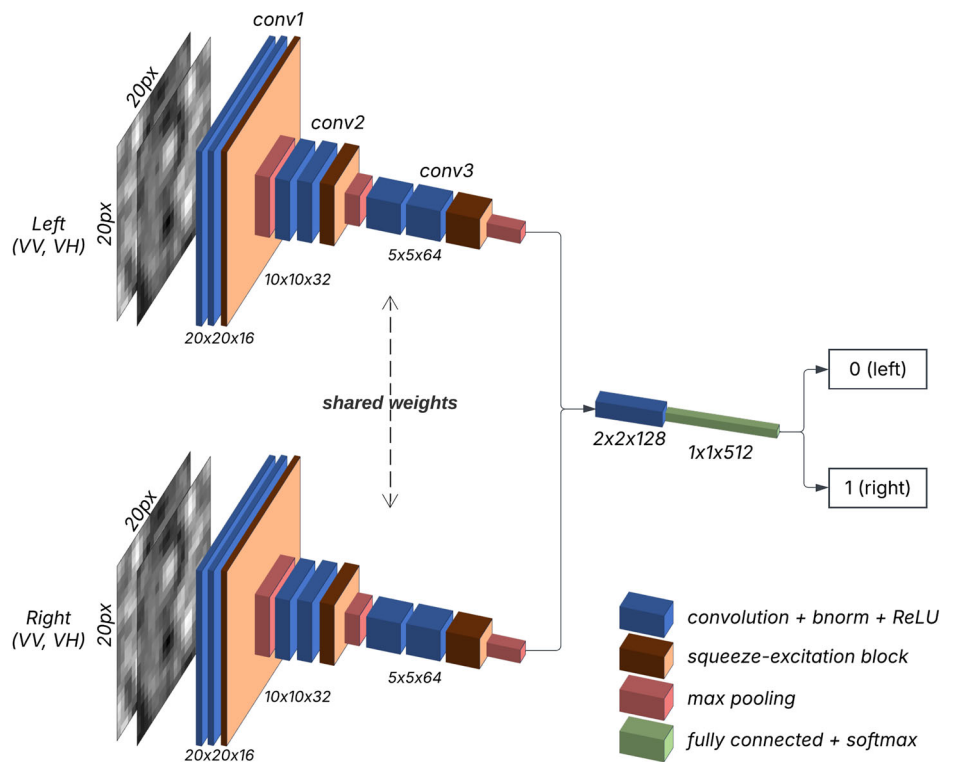 conv1
20px
conv2
conv3
Left
(VV, VH)
20px
5x5x64
10x10x32
20x20x16
shared weights
0 (left)
2x2x128
1x1x512
1 (right)
20px
Right
(VV, VH)
20px
5x5x64
10x10x32
20x20x16
convolution + bnorm + ReLU
squeeze-excitation block
max pooling
fully connected + softmax